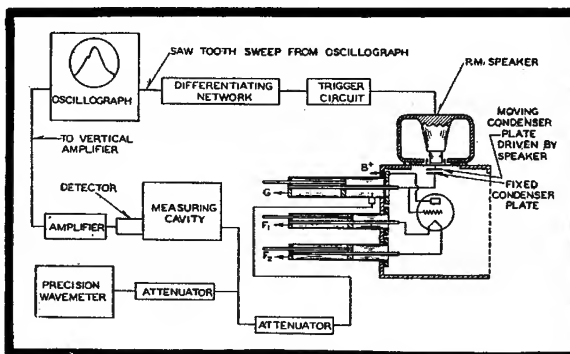 SAW TOOTH SWEEP FROM OSCILLOGRAPH
R.M. SPEAKER
OSCILLOGRAPH
DIFFERENTIATING
NETWORK
TRIGGER
CIRCUIT
MOVING
CONDENSER
PLATE
DRIVEN BY
SPEAKER
TO VERTICAL
AMPLIFIER
B+
G
FIXED
CONDENSER
PLATE
DETECTOR
MEASURING
CAVITY
AMPLIFIER
F1
F2
PRECISION
WAVEMETER
ATTENUATOR
ATTENUATOR